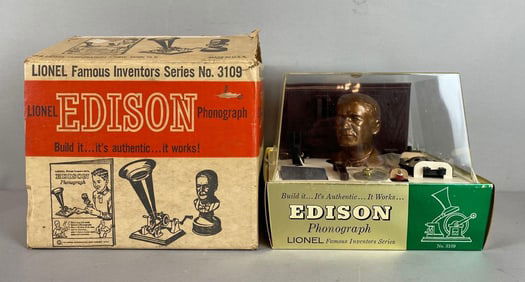 LIONEL Famous Inventors Series No. 3109
LIONEL EDISON Phonograph
Build it...it's authentic...it works!
EDISON
Phonograph
Build it...It's Authentic...It Works...
EDISON
Phonograph
LIONEL Famous Inventors Series
No. 3109